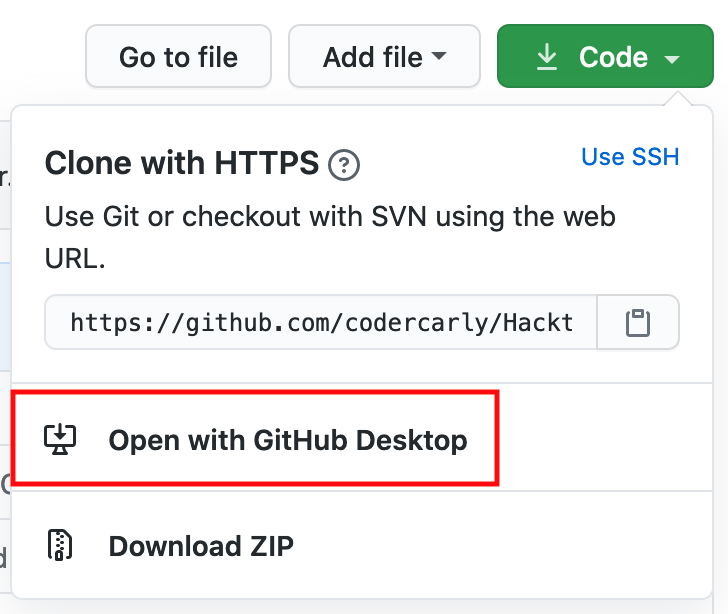 Go to file
Add file
Code
Clone with HTTPS
Use SSH
Use Git or checkout with SVN using the web
URL.
https://github.com/codercarly/Hackt
Open with GitHub Desktop
Download ZIP